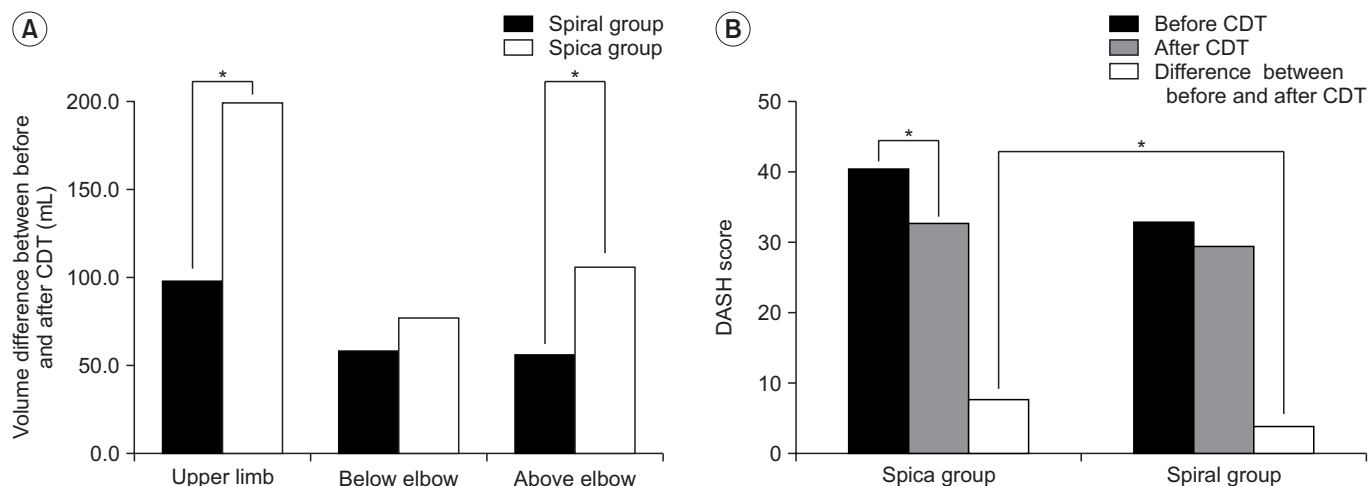 A
Spiral group
Spica group
Volume difference between before
and after CDT (mL)
200.0
150.0
100.0
50.0
0.0
*
*
Upper limb
Below elbow
Above elbow
B
Before CDT
After CDT
Difference between
before and after CDT
DASH score
50
40
30
20
10
0
*
*
Spica group
Spiral group